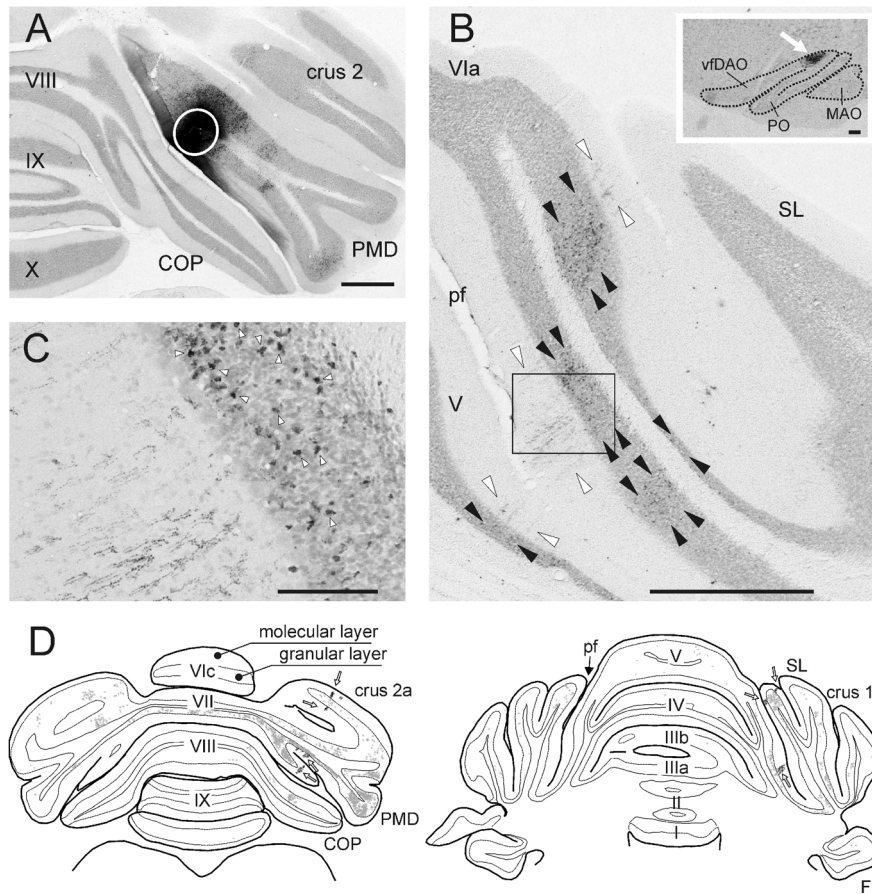 A
VIII
crus 2
IX
X
COP
PMD
B
VIa
vfDAO
MAO
PO
SL
pf
V
C
D
molecular layer
VIc
granular layer
crus 2a
VII
VIII
IX
PMD
COP
pf
V
SL
crus 1
IV
IIIb
IIIa
II
I
F